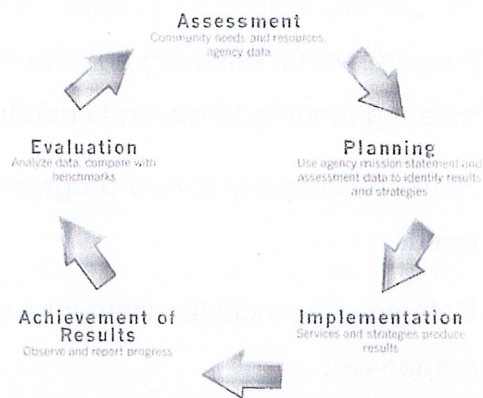 Assessment
Community needs and resources,
agency data
Planning
Use agency mission statement and
assessment data to identify results
and strategies
Implementation
Services and strategies produce
results
Achievement of
Results
Observe and report progress
Evaluation
Analyze data, compare with
benchmarks